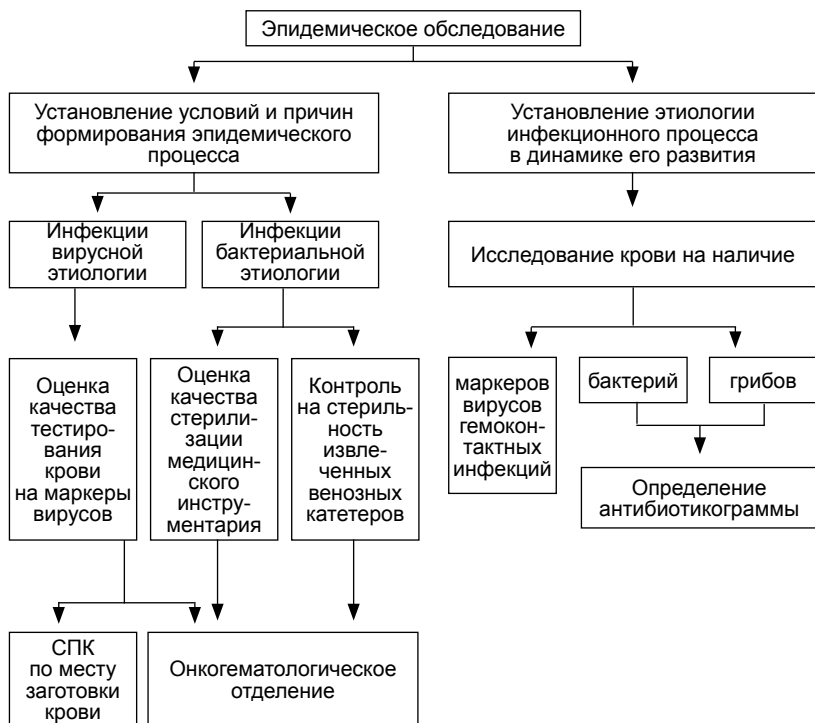 Эпидемическое обследование
Установление условий и причин
формирования эпидемического
процесса
Установление этиологии
инфекционного процесса
в динамике его развития
Инфекции
вирусной
этиологии
Инфекции
бактериальной
этиологии
Исследование крови на наличие
Оценка
качества
тестиро-
вания
крови
на маркеры
вирусов
Оценка
качества
стерили-
зации
медицин-
ского
инстру-
ментария
Контроль
на стериль-
ность
извле-
ченных
венозных
катетеров
маркеров
вирусов
гемокон-
тактных
инфекций
бактерий
грибов
Определение
антибиотикограммы
СПК
по месту
заготовки
крови
Онкогематологическое
отделение